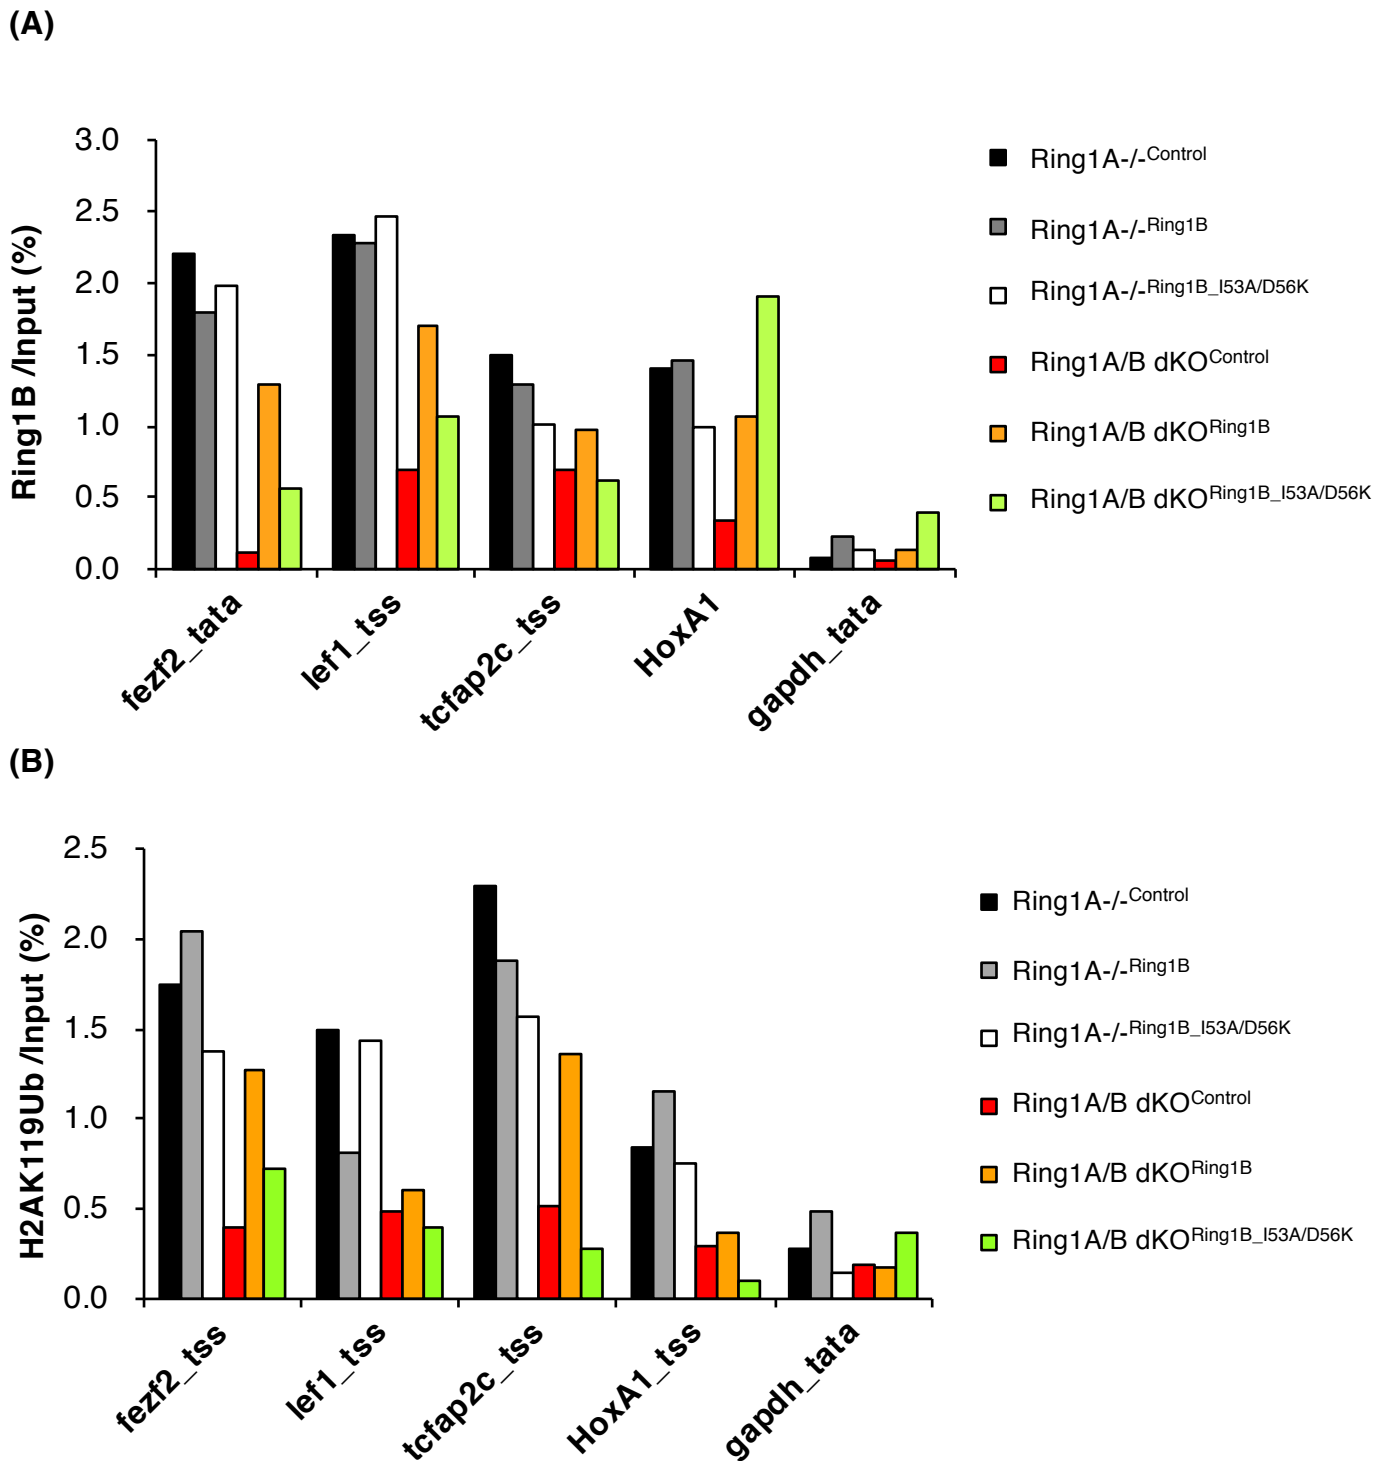 (A)
Ring1B /Input (%)
3.0
2.5
2.0
1.5
1.0
0.5
0.0
fezf2_tata
lef1_tss
tcfap2c_tss
HoxA1
gapdh_tata
Ring1A-/-Control
Ring1A-/-Ring1B
Ring1A-/-Ring1B_I53A/D56K
Ring1A/B dKOControl
Ring1A/B dKORing1B
Ring1A/B dKORing1B_I53A/D56K
(B)
H2AK119Ub /Input (%)
2.5
2.0
1.5
1.0
0.5
0.0
fezf2_tss
lef1_tss
tcfap2c_tss
HoxA1_tss
gapdh_tata
Ring1A-/-Control
Ring1A-/-Ring1B
Ring1A-/-Ring1B_I53A/D56K
Ring1A/B dKOControl
Ring1A/B dKORing1B
Ring1A/B dKORing1B_I53A/D56K